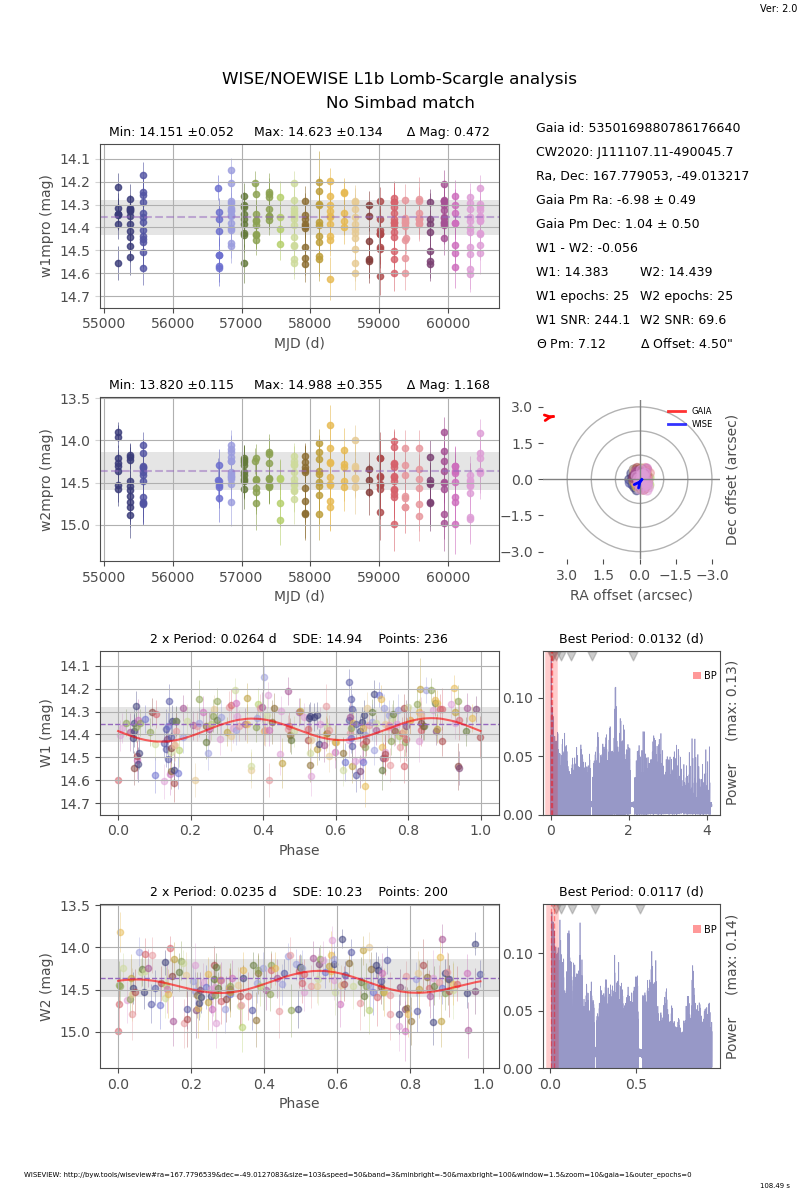 Ver: 2.0
WISE/NOEWISE L1b Lomb-Scargle analysis
No Simbad match
Min: 14.151 ±0.052 Max: 14.623 ±0.134 Δ Mag: 0.472
w1mpro (mag)
14.1
14.2
14.3
14.4
14.5
14.6
14.7
55000 56000 57000 58000 59000 60000
MJD (d)
Gaia id: 5350169880786176640
CW2020: J111107.11-490045.7
Ra, Dec: 167.779053, -49.013217
Gaia Pm Ra: -6.98 ± 0.49
Gaia Pm Dec: 1.04 ± 0.50
W1 - W2: -0.056
W1: 14.383 W2: 14.439
W1 epochs: 25 W2 epochs: 25
W1 SNR: 244.1 W2 SNR: 69.6
Θ Pm: 7.12 Δ Offset: 4.50"
Min: 13.820 ±0.115 Max: 14.988 ±0.355 Δ Mag: 1.168
w2mpro (mag)
13.5
14.0
14.5
15.0
55000 56000 57000 58000 59000 60000
MJD (d)
GAIA
WISE
3.0
1.5
0.0
−1.5
−3.0
3.0 1.5 0.0 −1.5 −3.0
RA offset (arcsec)
Dec offset (arcsec)
2 x Period: 0.0264 d SDE: 14.94 Points: 236
W1 (mag)
14.1
14.2
14.3
14.4
14.5
14.6
14.7
0.0 0.2 0.4 0.6 0.8 1.0
Phase
Best Period: 0.0132 (d)
BP
0.10
0.05
0.00
0 2 4
Power (max: 0.13)
2 x Period: 0.0235 d SDE: 10.23 Points: 200
W2 (mag)
13.5
14.0
14.5
15.0
0.0 0.2 0.4 0.6 0.8 1.0
Phase
Best Period: 0.0117 (d)
BP
0.10
0.05
0.00
0.0 0.5
Power (max: 0.14)
WISEVIEW: http://byw.tools/wiseview#ra=167.7796539&dec=-49.0127083&size=103&speed=50&band=3&minbright=-50&maxbright=100&window=1.5&zoom=10&gaia=1&outer_epochs=0
108.49 s